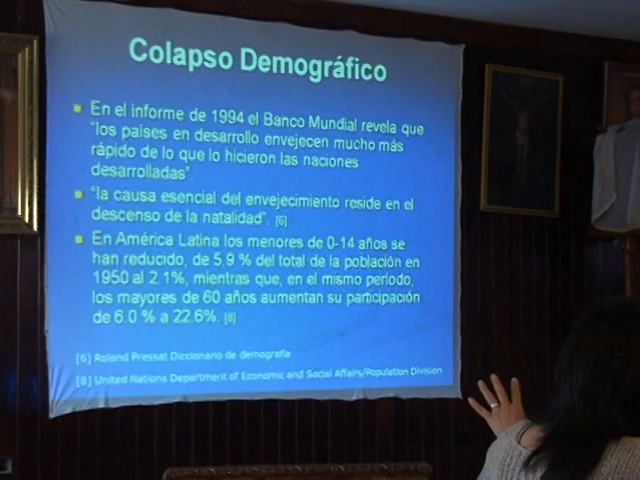 Colapso Demográfico
En el informe de 1994 el Banco Mundial revela que
"los países en desarrollo envejecen mucho más
rápido de lo que lo hicieron las naciones
desarrolladas".
"la causa esencial del envejecimiento reside en el
descenso de la natalidad". [6]
En América Latina los menores de 0-14 años se
han reducido, de 5.9 % del total de la población en
1950 al 2.1%, mientras que, en el mismo período,
los mayores de 60 años aumentan su participación
de 6.0 % a 22.6%. [8]
[6] Roland Pressat Diccionario de demografía
[8] United Nations Department of Economic and Social Affairs/Population Division